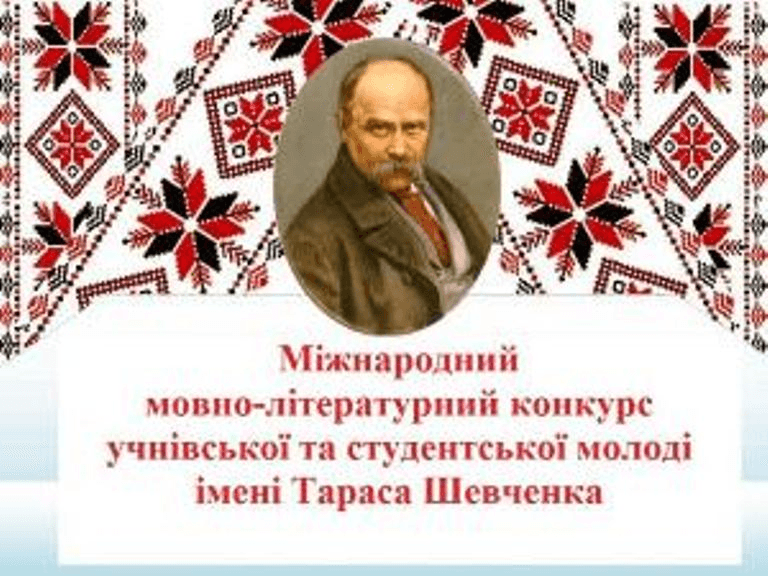 Міжнародний
мовно-літературний конкурс
учнівської та студентської молоді
імені Тараса Шевченка